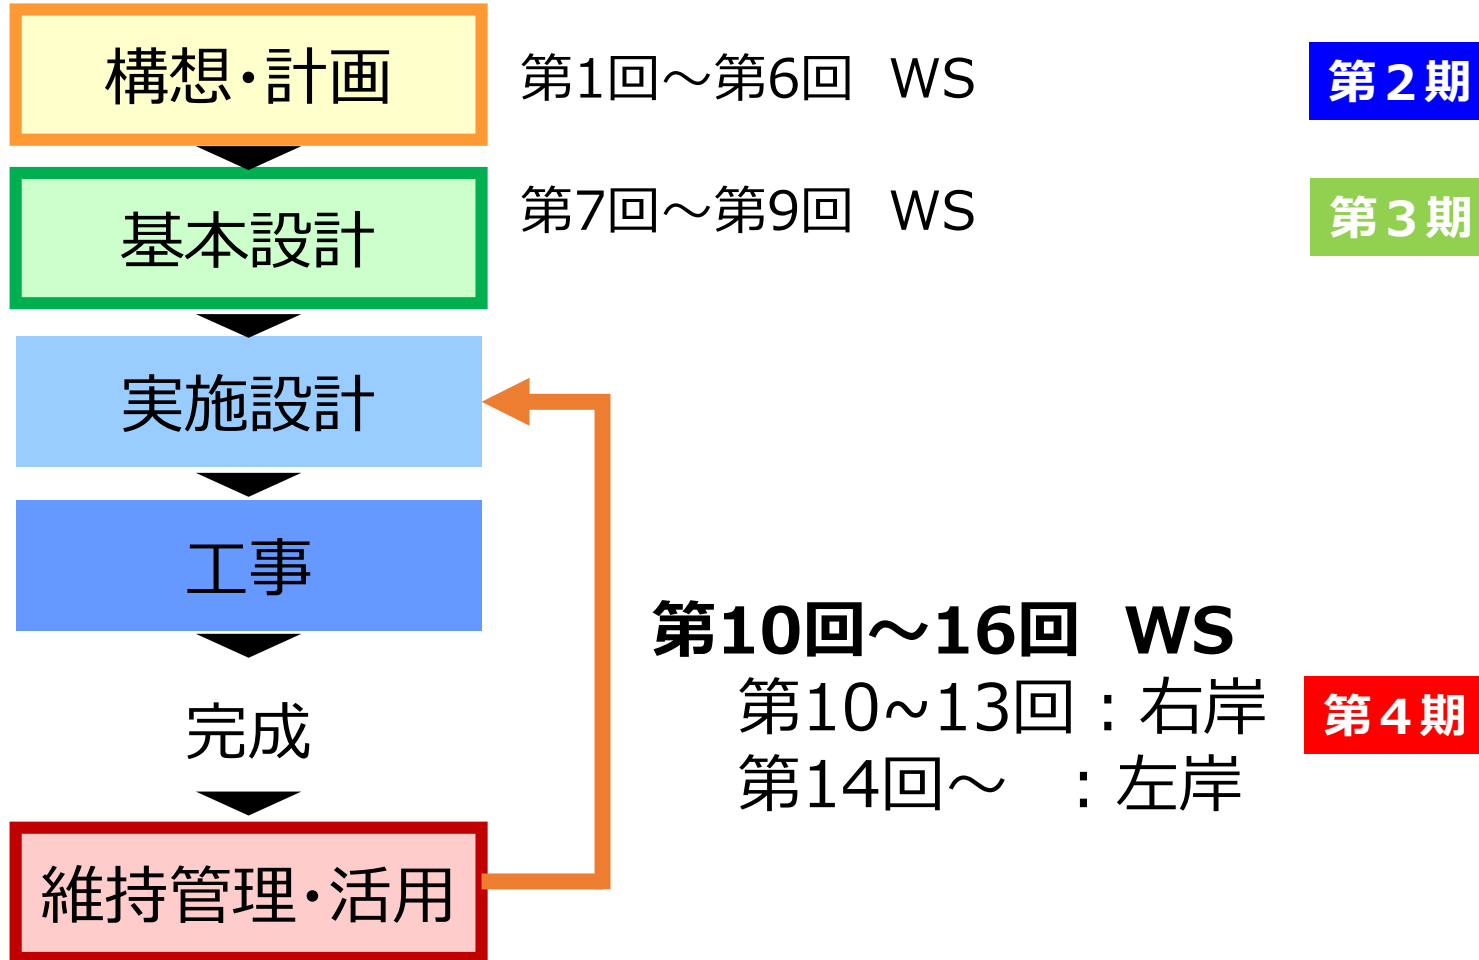 構想・計画
第1回～第6回　WS
第２期
基本設計
第7回～第9回　WS
第３期
実施設計
工事
第10回～16回　WS
第10~13回：右岸
第４期
完成
第14回～　：左岸
維持管理・活用